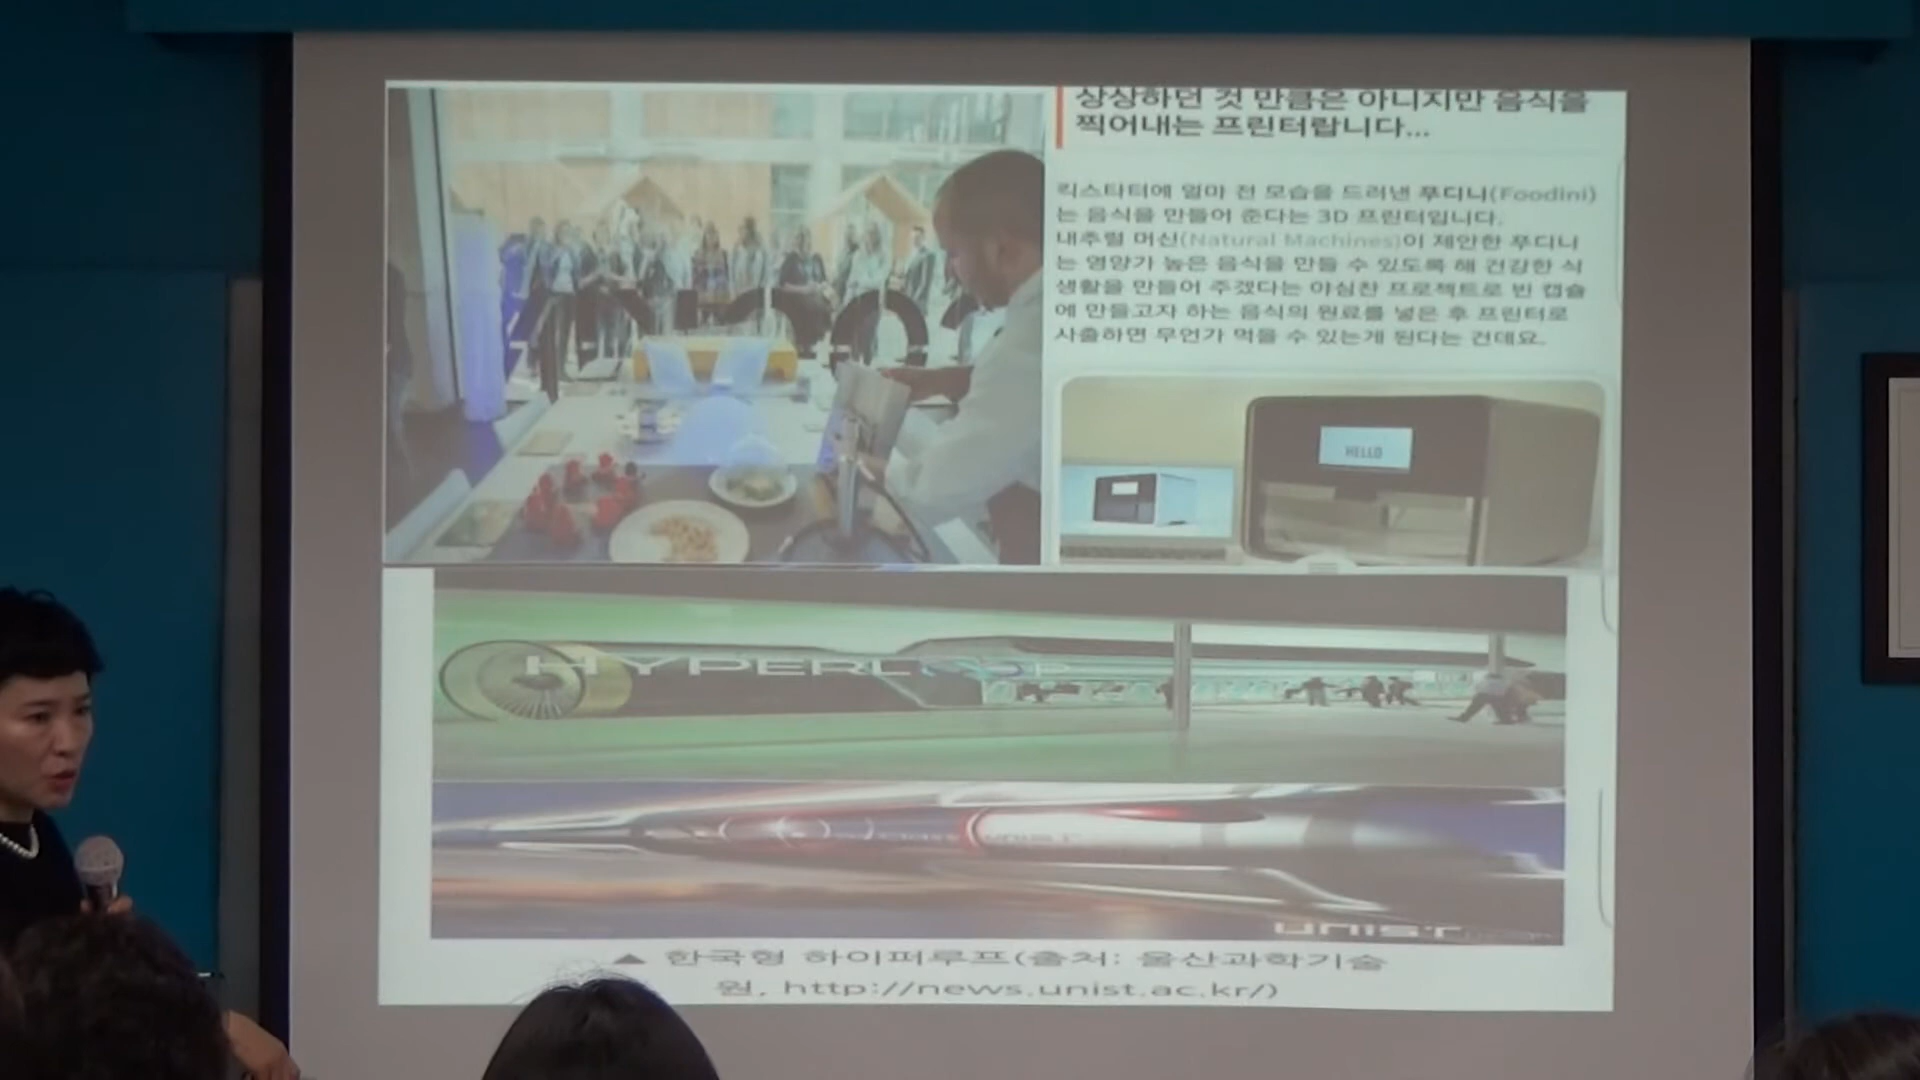 상상하던 것 만큼은 아니지만 음식을
찍어내는 프린터랍니다...
킥스타터에 얼마 전 모습을 드러낸 푸디니(Foodini)
는 음식을 만들어 준다는 3D 프린터입니다.
내추럴 머신(Natural Machines)이 제안한 푸디니
는 영양가 높은 음식을 만들 수 있도록 해 건강한 식
생활을 만들어 주겠다는 야심찬 프로젝트로 빈 캡슐
에 만들고자 하는 음식의 원료를 넣은 후 프린터로
사출하면 무언가 먹을 수 있는게 된다는 건데요.
HELLO
HYPERLOOP
UNIST
UNIST
▲ 한국형 하이퍼루프(출처: 울산과학기술
원, http://news.unist.ac.kr/)